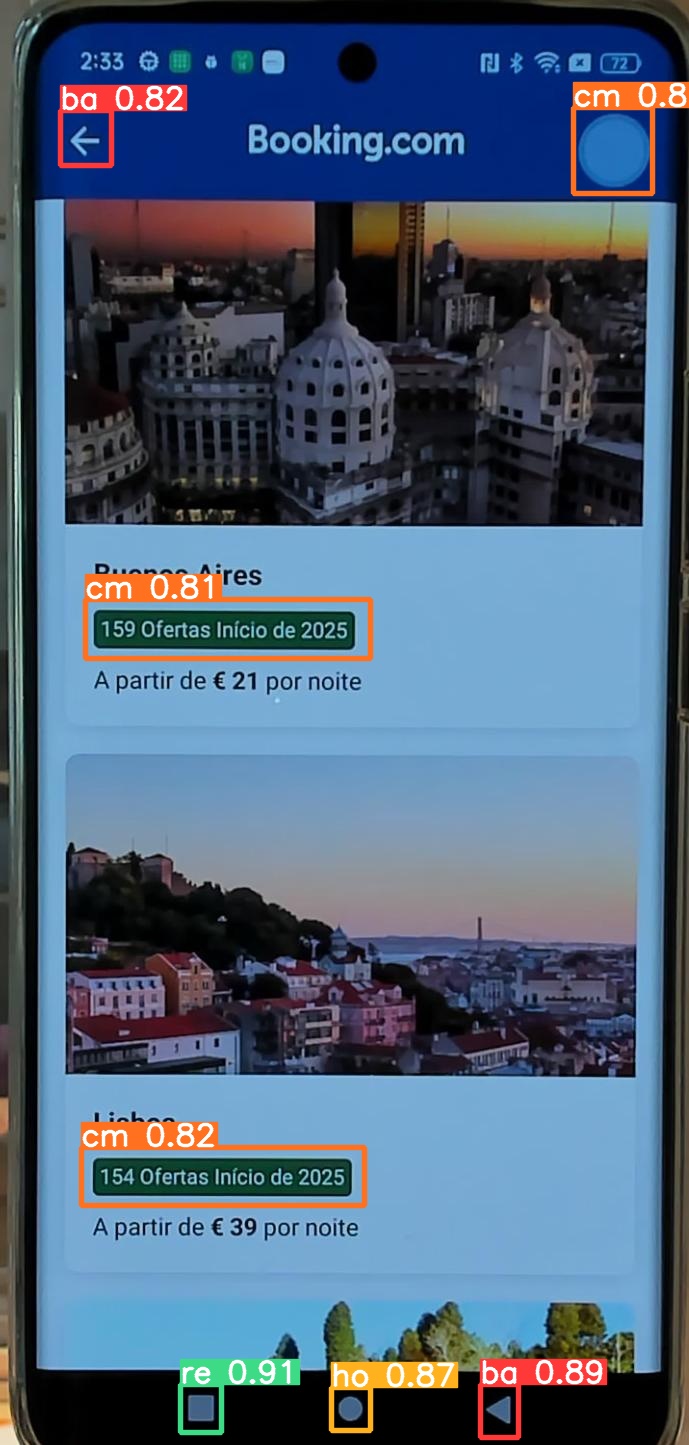 2:33
72
ba 0.82
cm 0.8
Booking.com
Buenos Aires
cm 0.81
159 Ofertas Início de 2025
A partir de € 21 por noite
Lisboa
cm 0.82
154 Ofertas Início de 2025
A partir de € 39 por noite
re 0.91
ho 0.87
ba 0.89